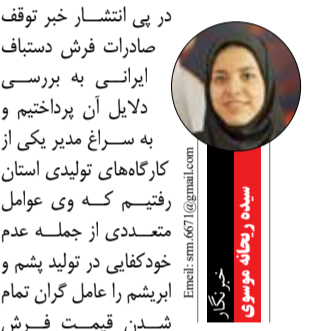 در پی انتشار خبر توقف
صادرات فرش دستباف
ایرانی به بررسی
دلایل آن پرداختیم و
به سراغ مدیر یکی از
کارگاه‌های تولیدی استان
رفتیم که وی عوامل
متعددی از جمله عدم
خودکفایی در تولید پشم و
ابریشم را عامل گران تمام
شدن قیمت فرش
سیده ریحانه موسوی
خبرنگار
Emeil: srm.6671@gmail.com